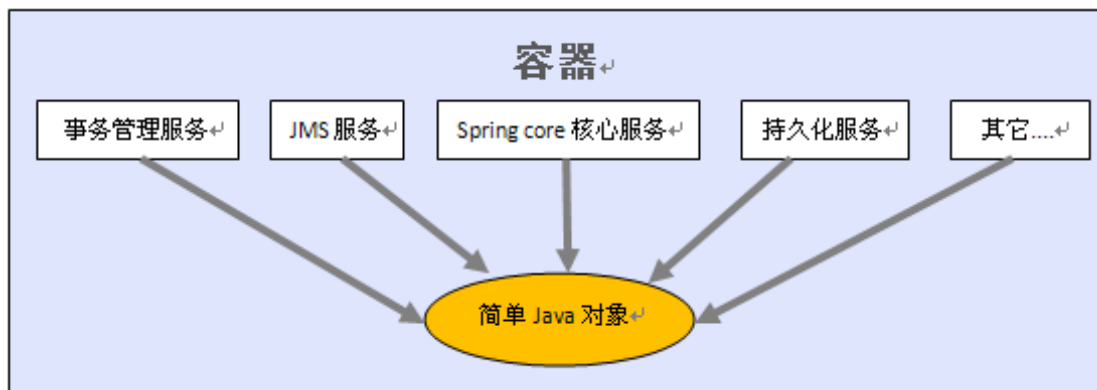 容器
事务管理服务
JMS 服务
Spring core 核心服务
持久化服务
其它....
简单 Java 对象